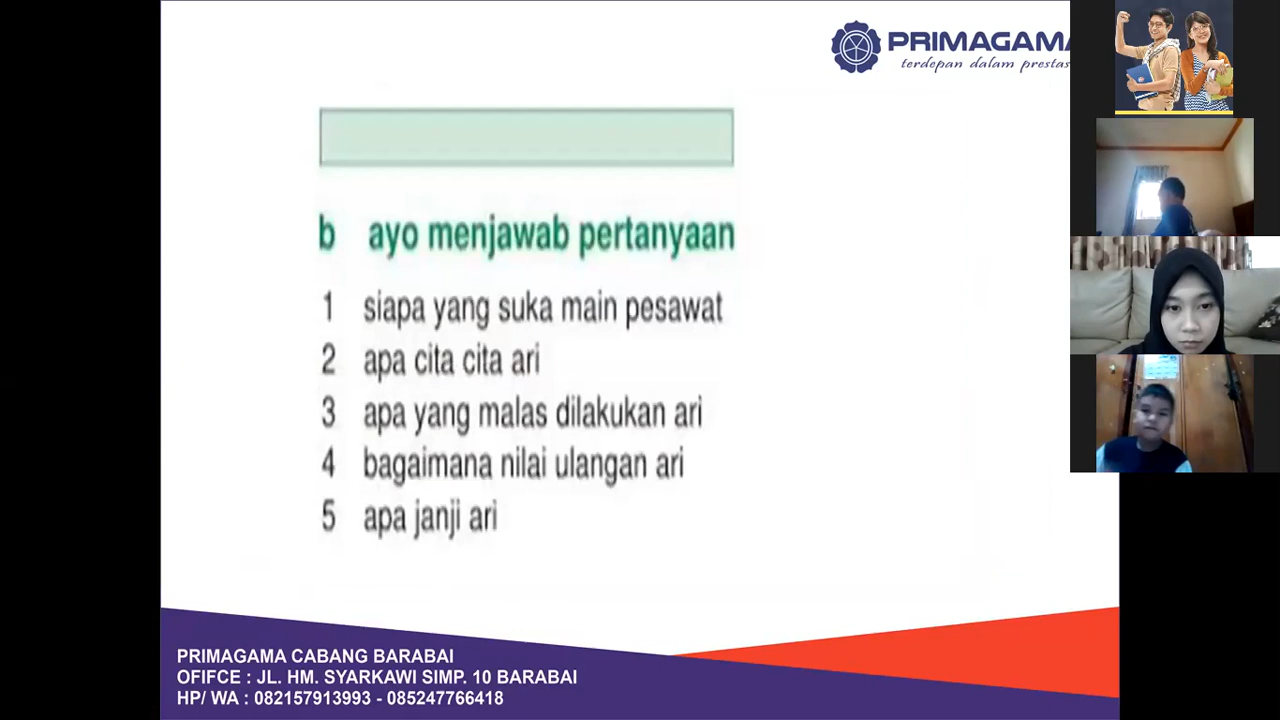 PRIMAGAMA
terdepan dalam prestas
b ayo menjawab pertanyaan
1 siapa yang suka main pesawat
2 apa cita cita ari
3 apa yang malas dilakukan ari
4 bagaimana nilai ulangan ari
5 apa janji ari
PRIMAGAMA CABANG BARABAI
OFIFCE : JL. HM. SYARKAWI SIMP. 10 BARABAI
HP/ WA : 082157913993 - 085247766418